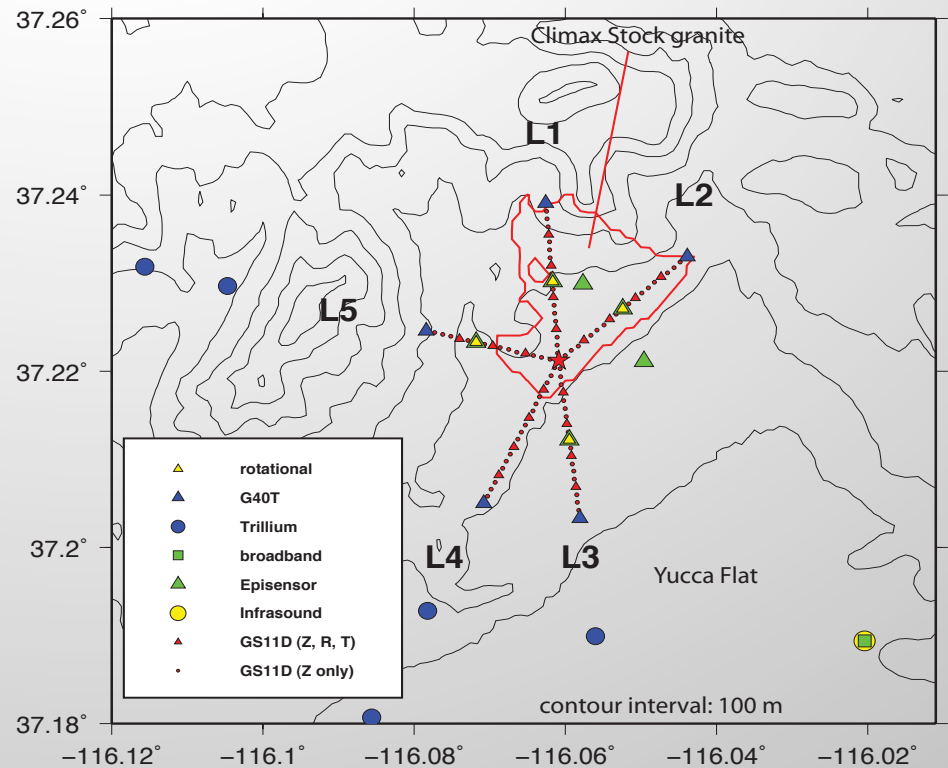 37.26°
Climax Stock granite
L1
37.24°
L2
L5
37.22°
rotational
G40T
Trillium
broadband
Episensor
Infrasound
GS11D (Z, R, T)
GS11D (Z only)
37.2°
L4
L3
Yucca Flat
contour interval: 100 m
37.18°
−116.12°
−116.1°
−116.08°
−116.06°
−116.04°
−116.02°